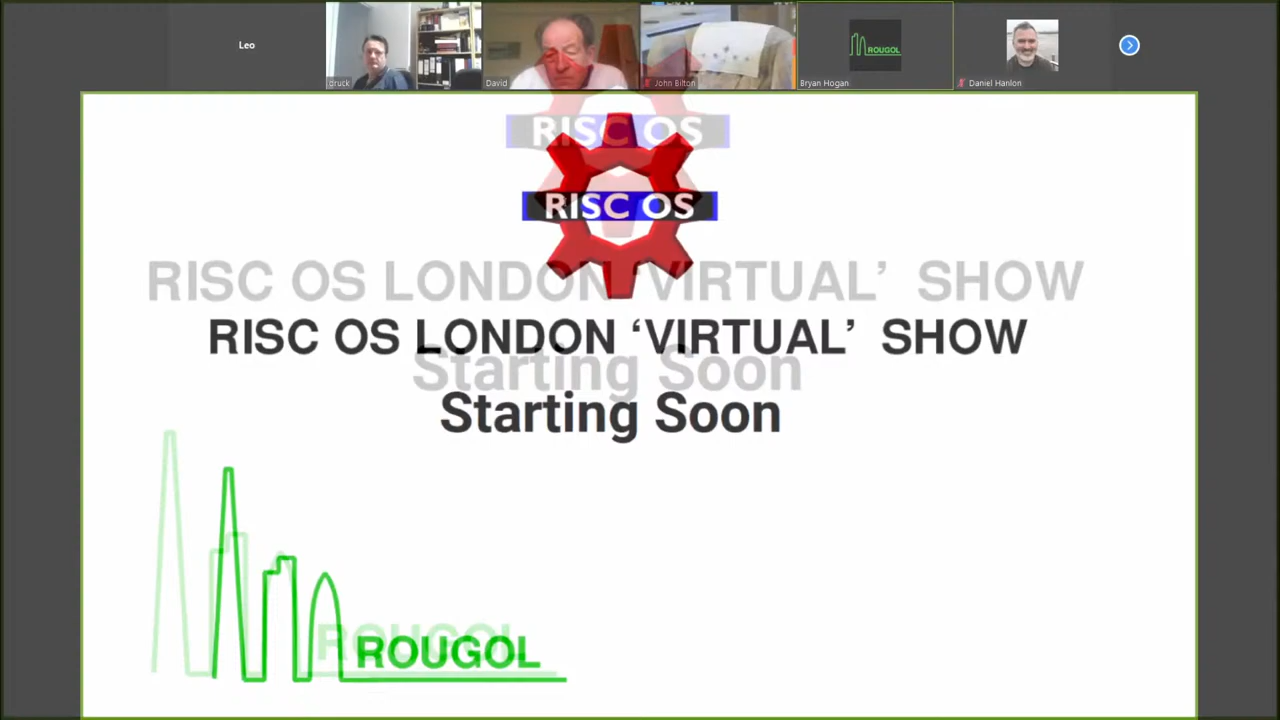 Leo
druck
David
John Bilton
Bryan Hogan
Daniel Hanlon
ROUGOL
RISC OS
RISC OS
RISC OS LONDON ‘VIRTUAL’ SHOW
RISC OS LONDON ‘VIRTUAL’ SHOW
Starting Soon
Starting Soon
ROUGOL
ROUGOL